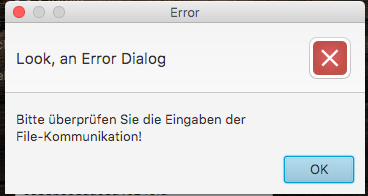 Error
Look, an Error Dialog
Bitte überprüfen Sie die Eingaben der
File-Kommunikation!
OK